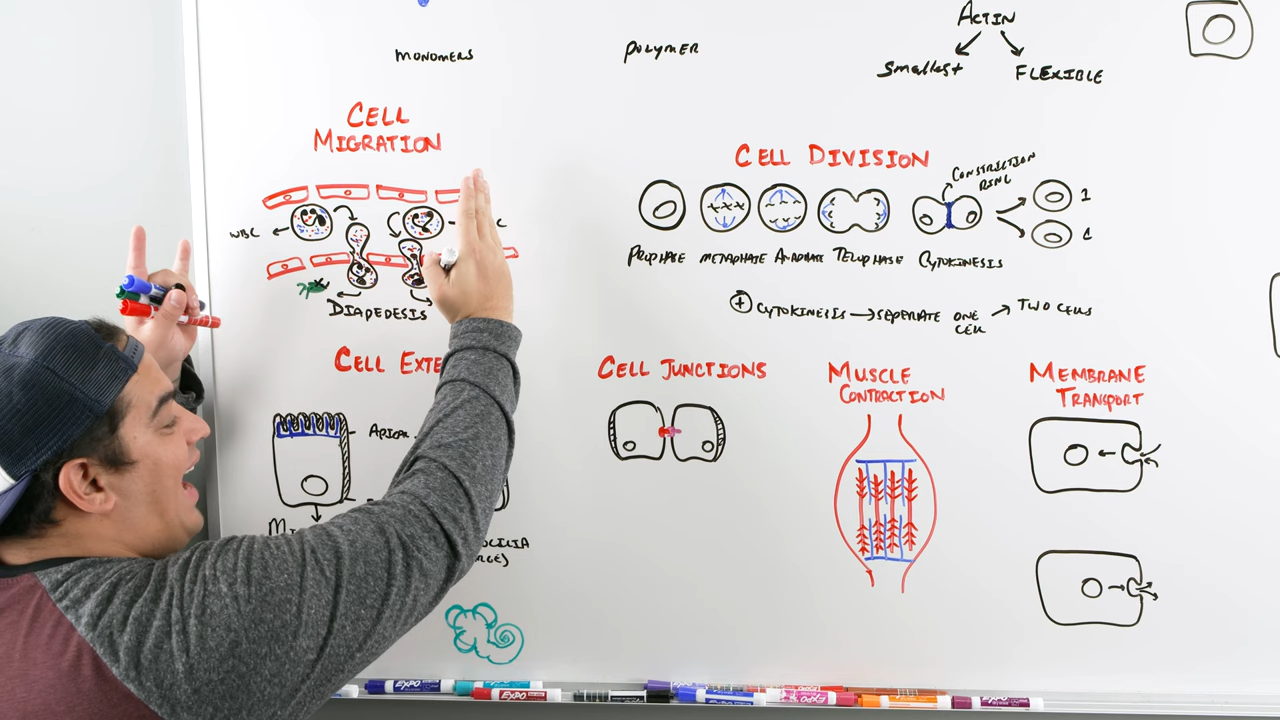 ACTIN
MONOMERS
POLYMER
Smallest
FLEXIBLE
CELL
MIGRATION
WBC
DIAPEDESIS
CELL DIVISION
CONSTRICTION
RING
1
PROPHASE METAPHASE ANAPHASE TELOPHASE CYTOKINESIS
+ CYTOKINESIS → SEPERATE ONE → TWO CELLS
CELL
CELL EXTE
APICAL
CELL JUNCTIONS
MUSCLE
CONTRACTION
MEMBRANE
TRANSPORT
EXPO
EXPO
EXPO
EXPO